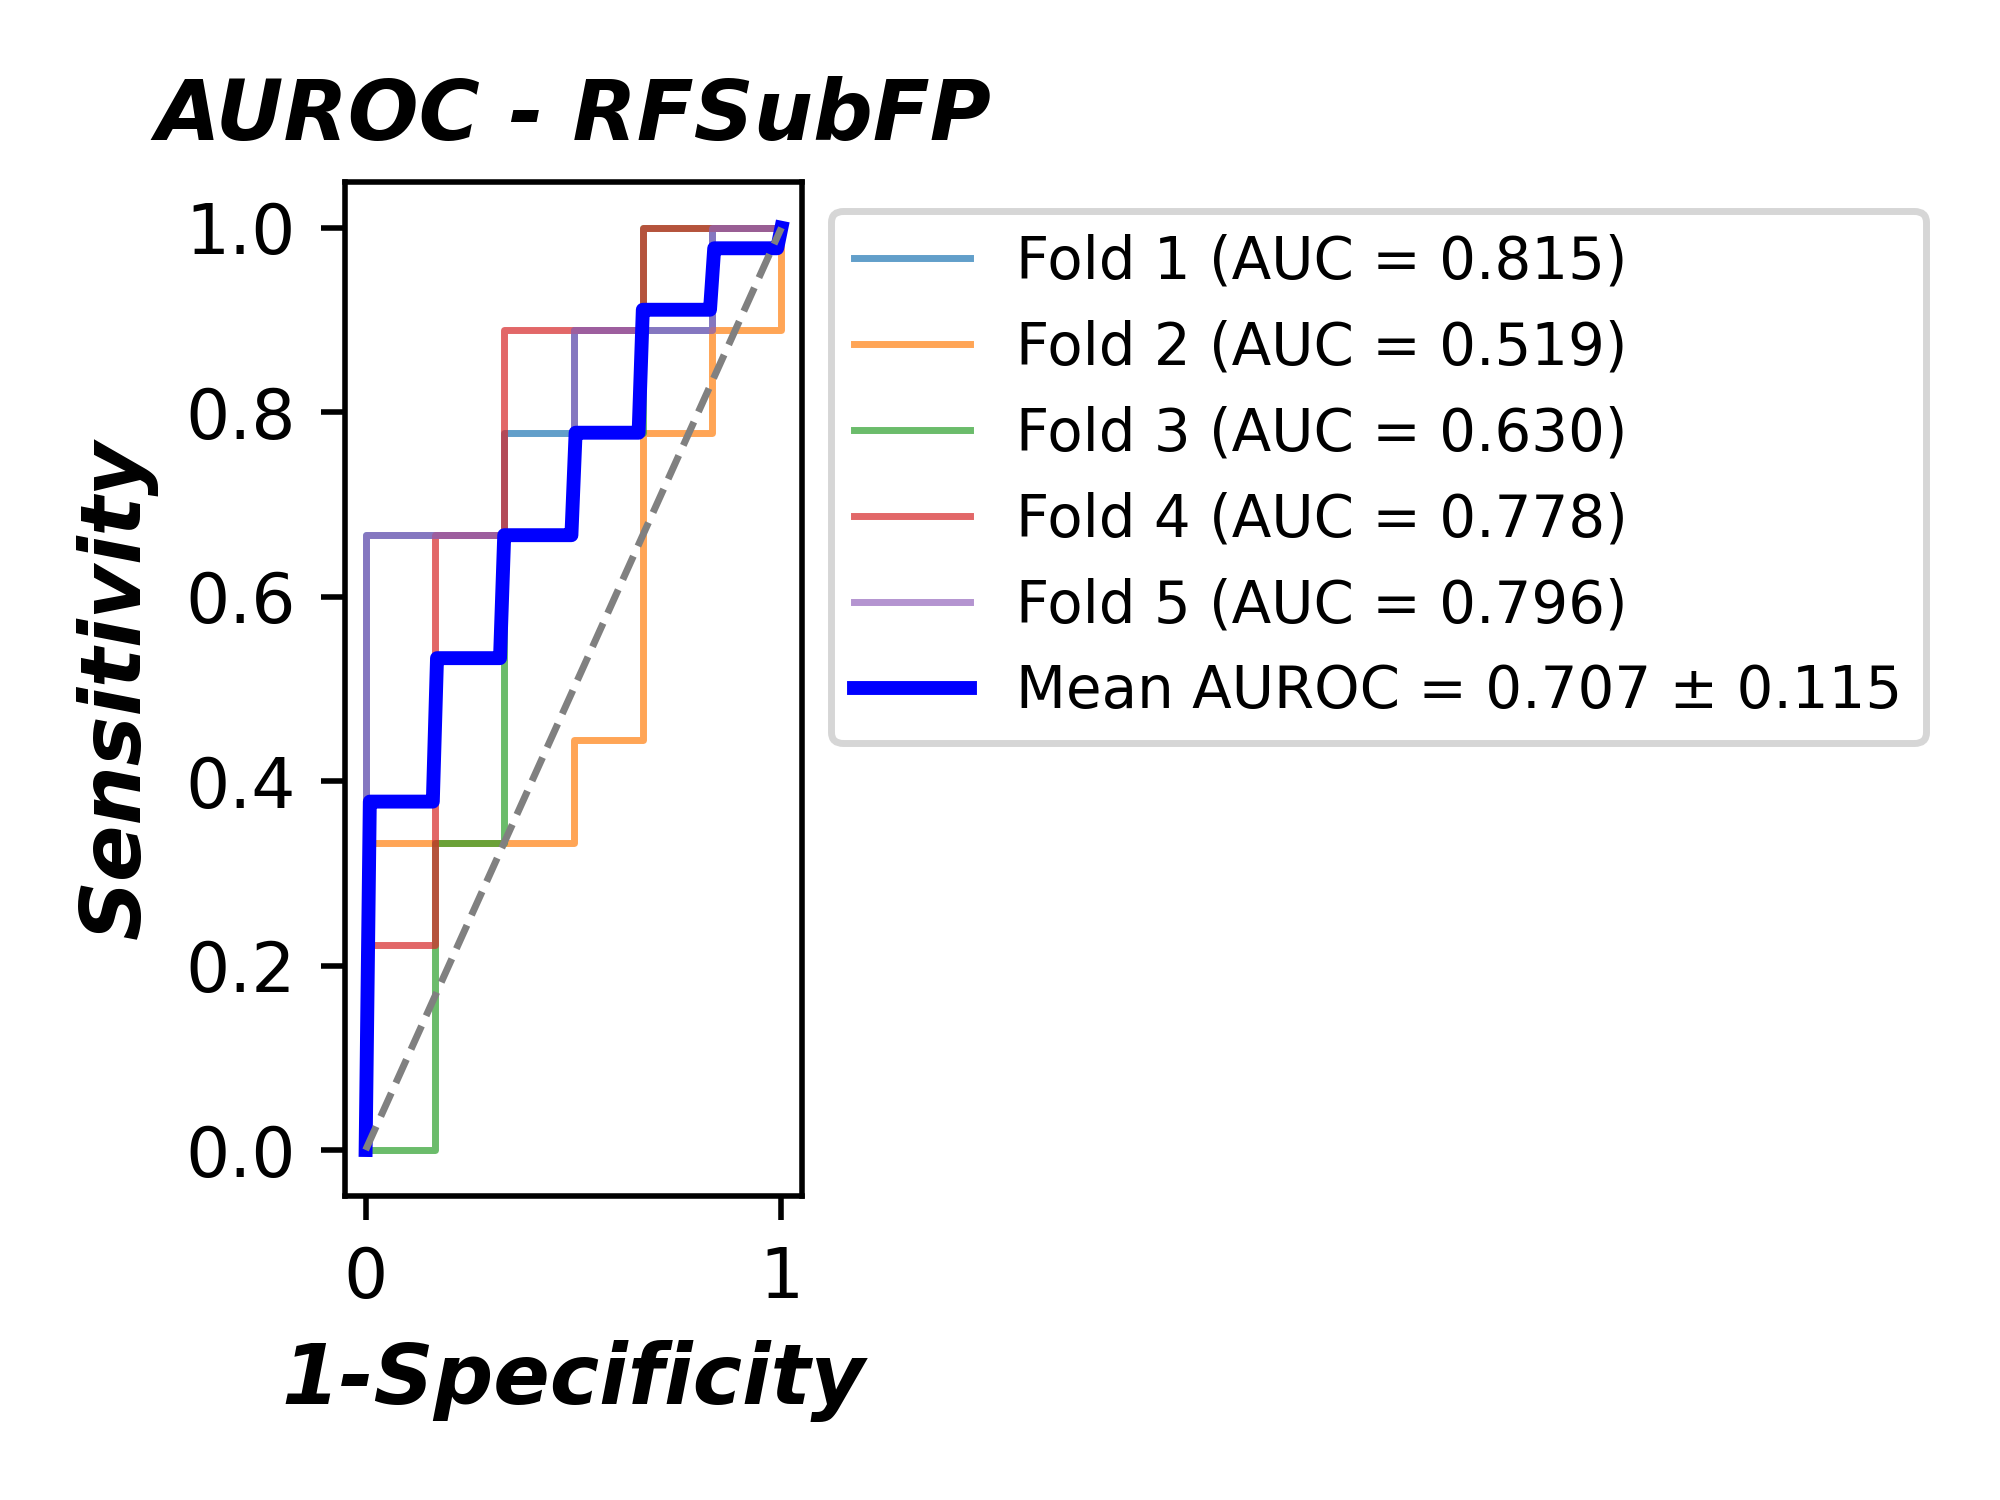 AUROC - RFSubFP
1.0
0.8
0.6
0.4
0.2
0.0
Sensitivity
0
1
1-Specificity
Fold 1 (AUC = 0.815)
Fold 2 (AUC = 0.519)
Fold 3 (AUC = 0.630)
Fold 4 (AUC = 0.778)
Fold 5 (AUC = 0.796)
Mean AUROC = 0.707 ± 0.115